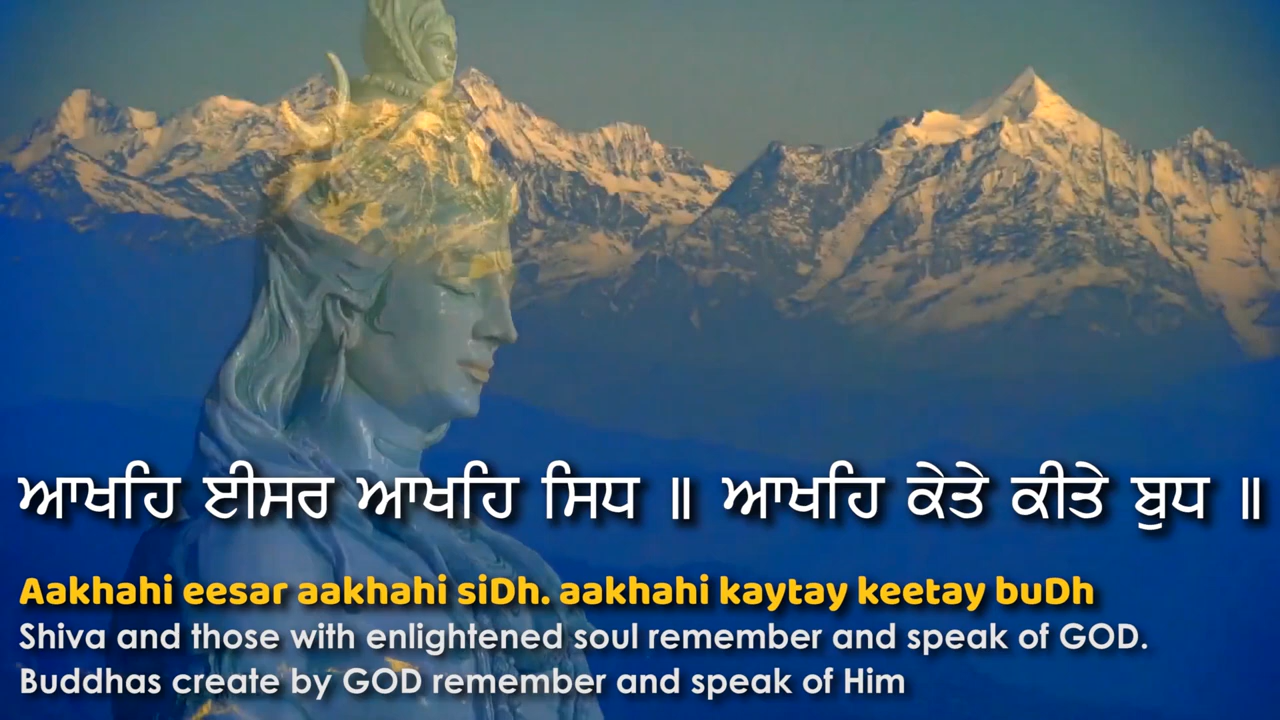 ਆਖਹਿ ਈਸਰ ਆਖਹਿ ਸਿਧ ॥ ਆਖਹਿ ਕੇਤੇ ਕੀਤੇ ਬੁਧ ॥
Aakhahi eesar aakhahi siDh. aakhahi kaytay keetay buDh
Shiva and those with enlightened soul remember and speak of GOD.
Buddhas create by GOD remember and speak of Him